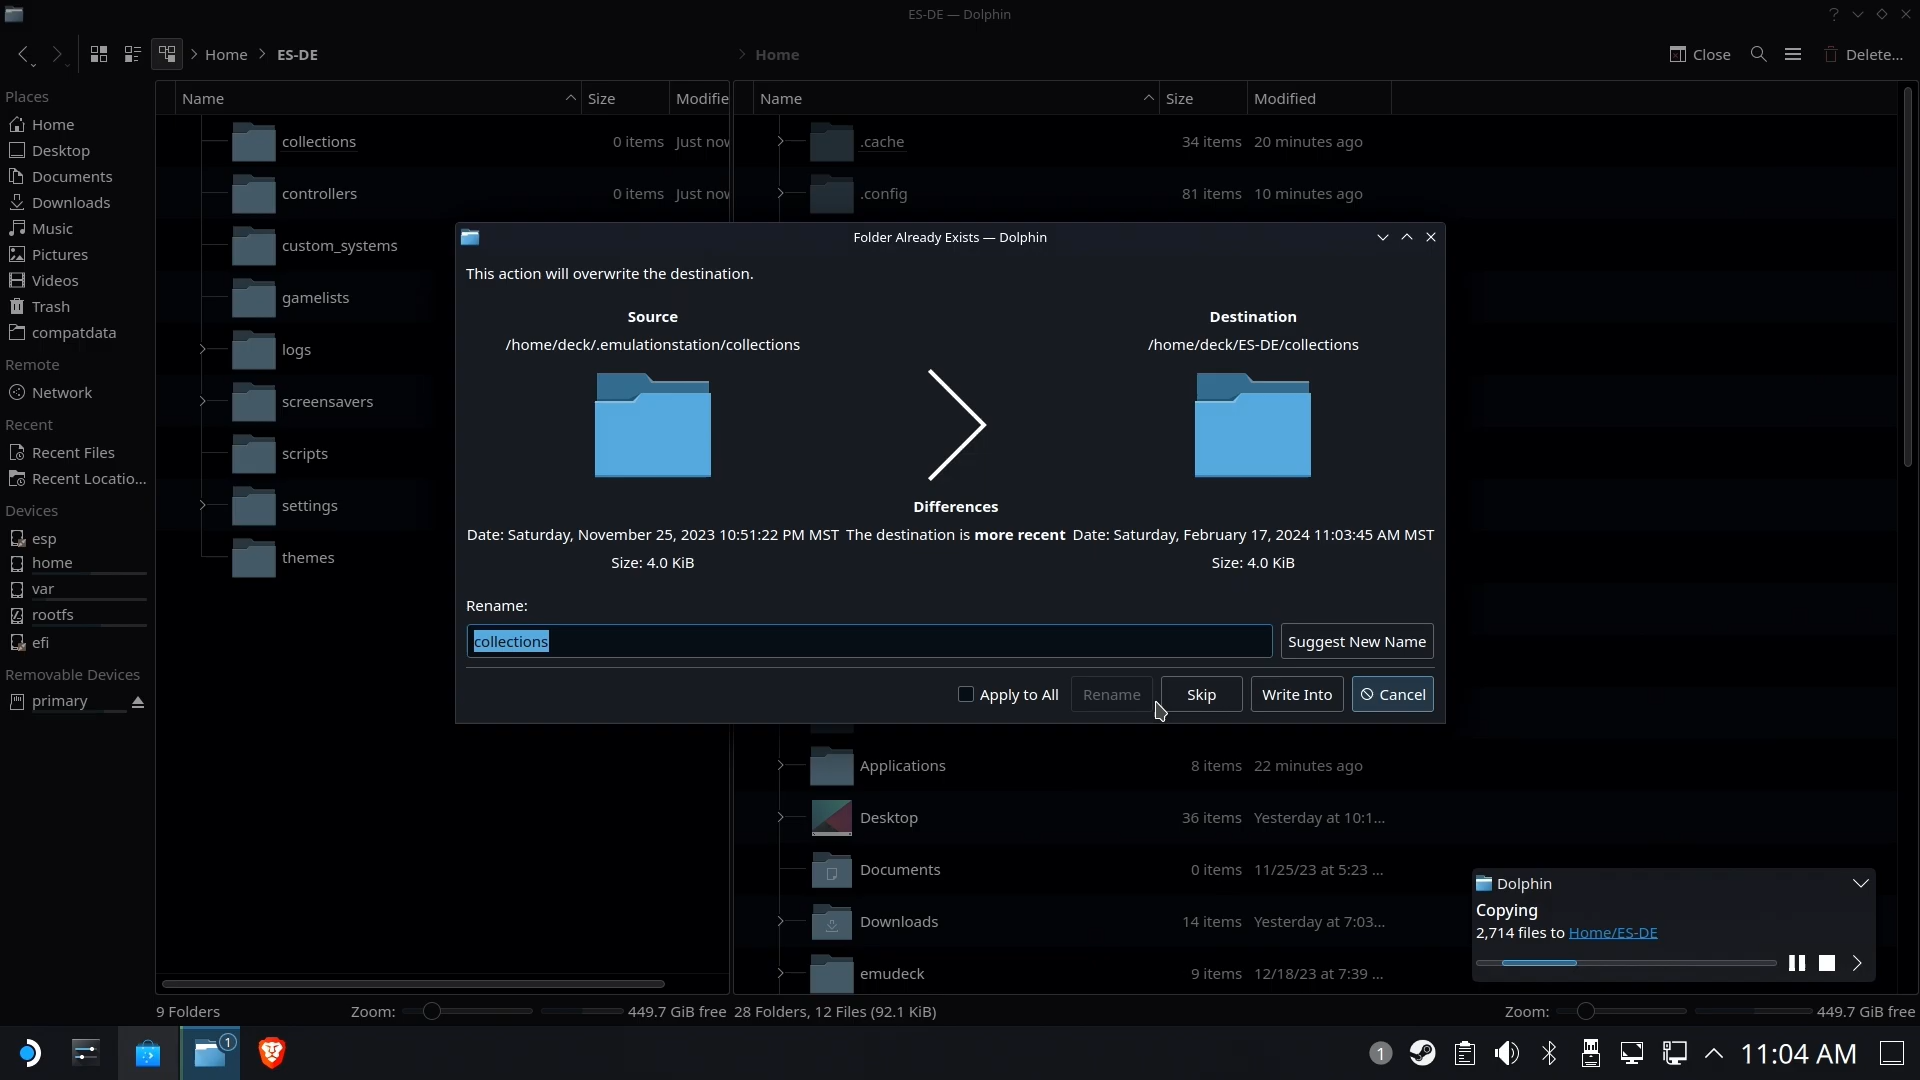 ES-DE — Dolphin
Home
ES-DE
Home
Close
Delete...
Places
Home
Desktop
Documents
Downloads
Music
Pictures
Videos
Trash
compatdata
Remote
Network
Recent
Recent Files
Recent Locatio...
Devices
esp
home
var
rootfs
efi
Removable Devices
primary
Name Size Modifie
collections 0 items Just nov
controllers 0 items Just nov
custom_systems
gamelists
logs
screensavers
scripts
settings
themes
9 Folders Zoom: 449.7 GiB free
Name Size Modified
.cache 34 items 20 minutes ago
.config 81 items 10 minutes ago
Applications 8 items 22 minutes ago
Desktop 36 items Yesterday at 10:1...
Documents 0 items 11/25/23 at 5:23 ...
Downloads 14 items Yesterday at 7:03...
emudeck 9 items 12/18/23 at 7:39 ...
28 Folders, 12 Files (92.1 KiB) Zoom: 449.7 GiB free
Folder Already Exists — Dolphin
This action will overwrite the destination.
Source
/home/deck/.emulationstation/collections
Destination
/home/deck/ES-DE/collections
Differences
Date: Saturday, November 25, 2023 10:51:22 PM MST The destination is more recent Date: Saturday, February 17, 2024 11:03:45 AM MST
Size: 4.0 KiB Size: 4.0 KiB
Rename:
collections
Suggest New Name
Apply to All Rename Skip Write Into Cancel
Dolphin
Copying
2,714 files to Home/ES-DE
1
1
11:04 AM